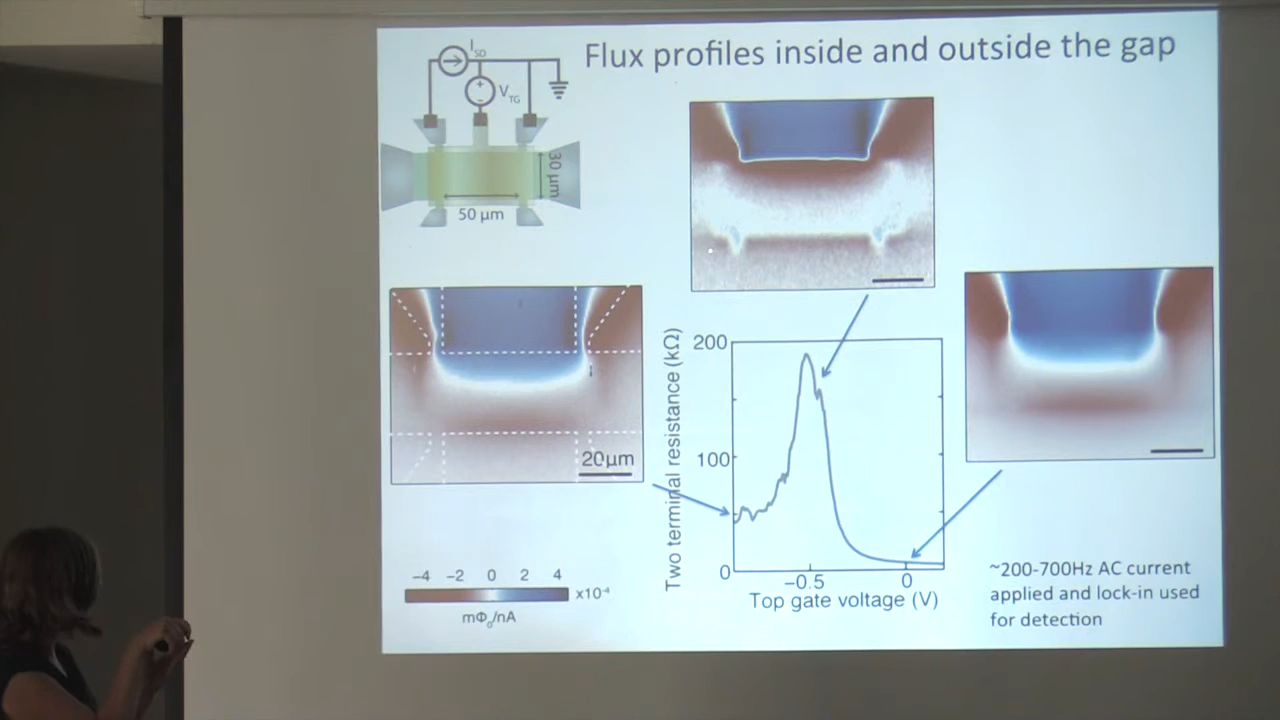 Flux profiles inside and outside the gap
I_SD
V_TG
30 μm
50 μm
20μm
Two terminal resistance (kΩ)
200
100
0
−0.5
0
Top gate voltage (V)
−4 −2 0 2 4
x10⁻⁴
mΦ₀/nA
~200-700Hz AC current
applied and lock-in used
for detection